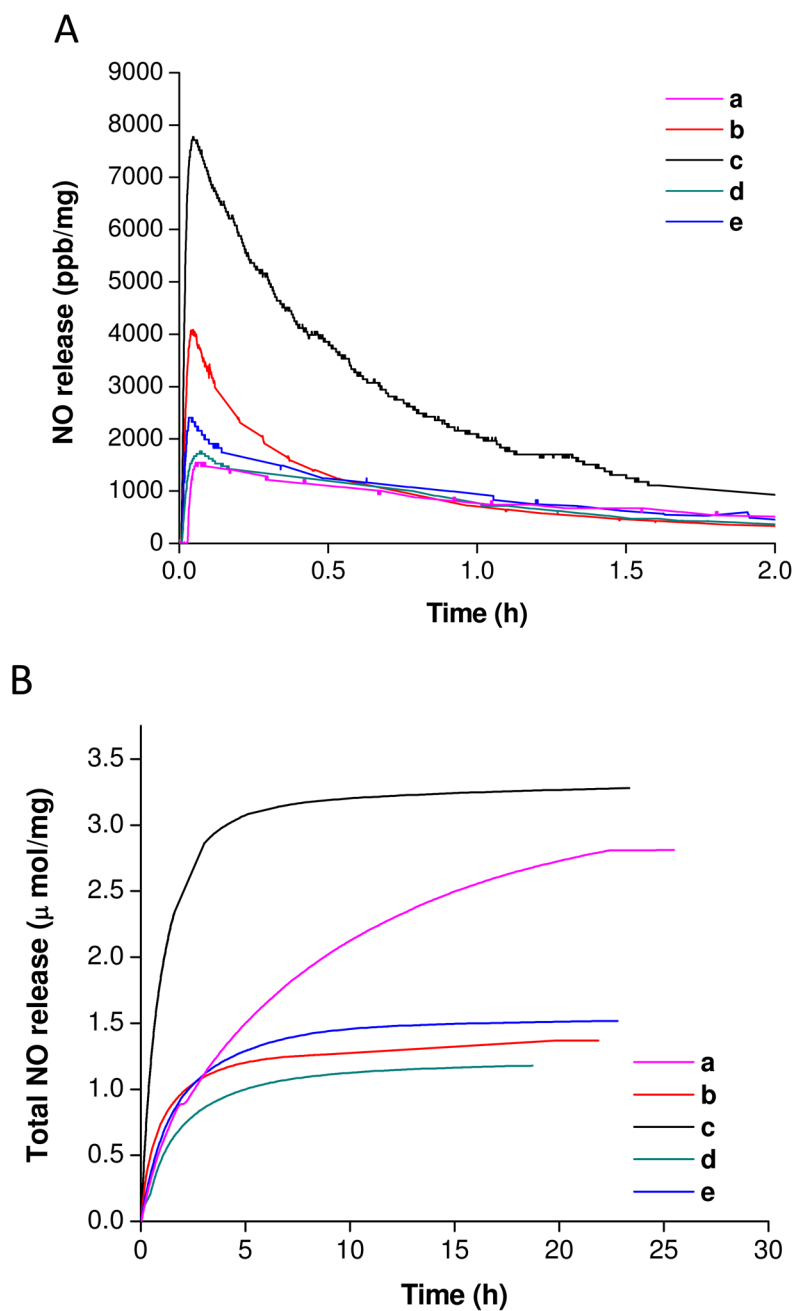 A
9000
8000
7000
6000
5000
4000
3000
2000
1000
0
NO release (ppb/mg)
a
b
c
d
e
0.0 0.5 1.0 1.5 2.0
Time (h)
B
3.5
3.0
2.5
2.0
1.5
1.0
0.5
0.0
Total NO release (μ mol/mg)
a
b
c
d
e
0 5 10 15 20 25 30
Time (h)